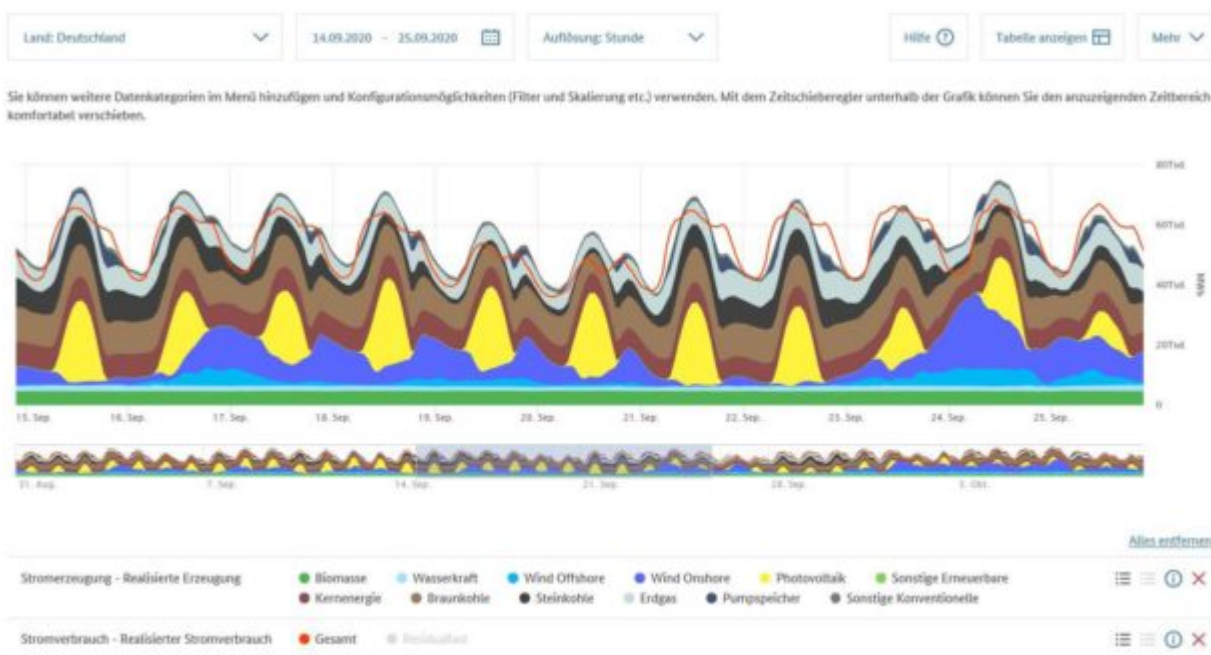 Land: Deutschland
14.09.2020 – 25.09.2020
Auflösung: Stunde
Hilfe
Tabelle anzeigen
Mehr
Sie können weitere Datenkategorien im Menü hinzufügen und Konfigurationsmöglichkeiten (Filter und Skalierung etc.) verwenden. Mit dem Zeitschieberegler unterhalb der Grafik können Sie den anzuzeigenden Zeitbereich
komfortabel verschieben.
80Tsd.
60Tsd.
40Tsd.
MWh
20Tsd.
0
15. Sep. 16. Sep. 17. Sep. 18. Sep. 19. Sep. 20. Sep. 21. Sep. 22. Sep. 23. Sep. 24. Sep. 25. Sep.
31. Aug. 7. Sep. 14. Sep. 21. Sep. 28. Sep. 5. Okt.
Alles entfernen
Stromerzeugung - Realisierte Erzeugung
Biomasse Wasserkraft Wind Offshore Wind Onshore Photovoltaik Sonstige Erneuerbare
Kernenergie Braunkohle Steinkohle Erdgas Pumpspeicher Sonstige Konventionelle
Stromverbrauch - Realisierter Stromverbrauch Gesamt Residuallast